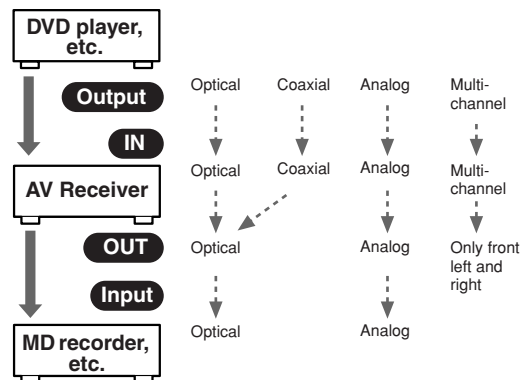 DVD player,
etc.
Output
Optical
Coaxial
Analog
Multi-
channel
IN
AV Receiver
Optical
Coaxial
Analog
Multi-
channel
OUT
Optical
Analog
Only front
left and
right
Input
MD recorder,
etc.
Optical
Analog